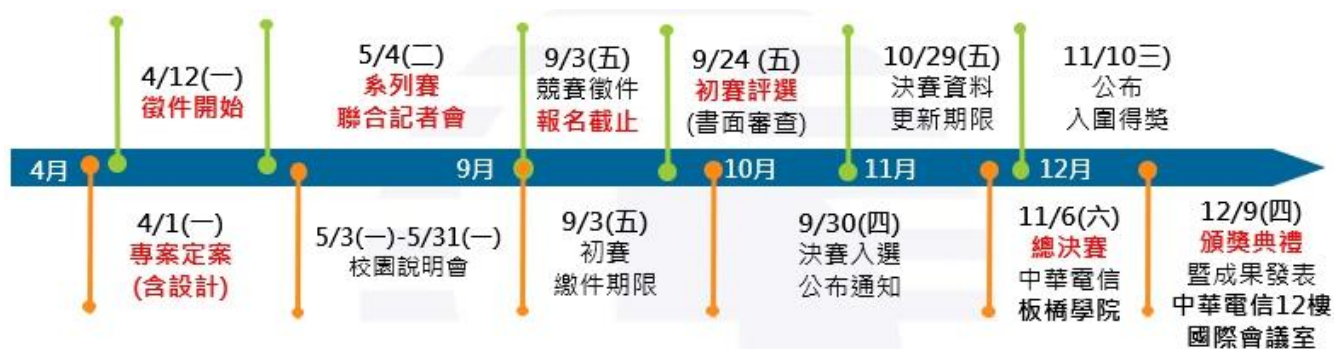 4/12(一)
徵件開始
5/4(二)
系列賽
聯合記者會
9/3(五)
競賽徵件
報名截止
9/24 (五)
初賽評選
(書面審查)
10/29(五)
決賽資料
更新期限
11/10三)
公布
入圍得獎
4月
9月
10月
11月
12月
4/1(一)
專案定案
(含設計)
5/3(一)-5/31(一)
校園說明會
9/3(五)
初賽
繳件期限
9/30(四)
決賽入選
公布通知
11/6(六)
總決賽
中華電信
板橋學院
12/9(四)
頒獎典禮
暨成果發表
中華電信12樓
國際會議室